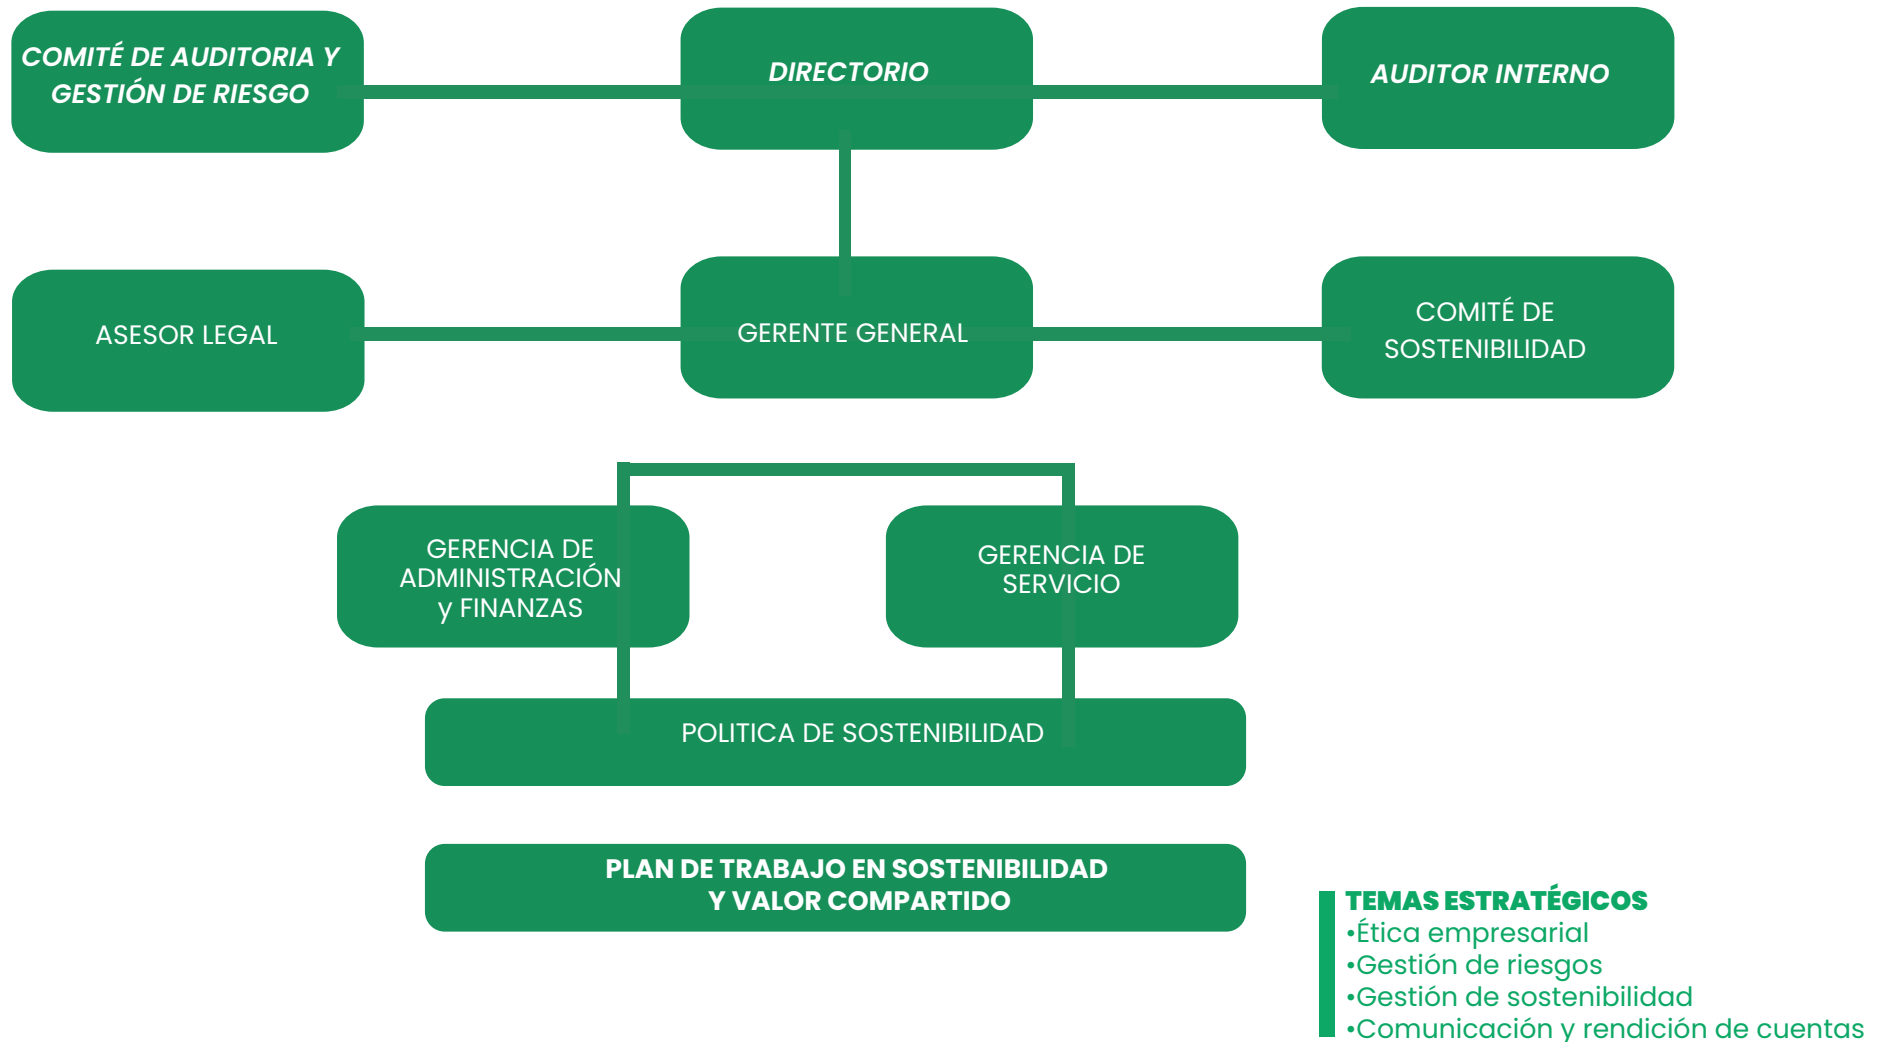 COMITÉ DE AUDITORIA Y
GESTIÓN DE RIESGO
DIRECTORIO
AUDITOR INTERNO
ASESOR LEGAL
GERENTE GENERAL
COMITÉ DE
SOSTENIBILIDAD
GERENCIA DE
ADMINISTRACIÓN
y FINANZAS
GERENCIA DE
SERVICIO
POLITICA DE SOSTENIBILIDAD
PLAN DE TRABAJO EN SOSTENIBILIDAD
Y VALOR COMPARTIDO
TEMAS ESTRATÉGICOS
•Ética empresarial
•Gestión de riesgos
•Gestión de sostenibilidad
•Comunicación y rendición de cuentas